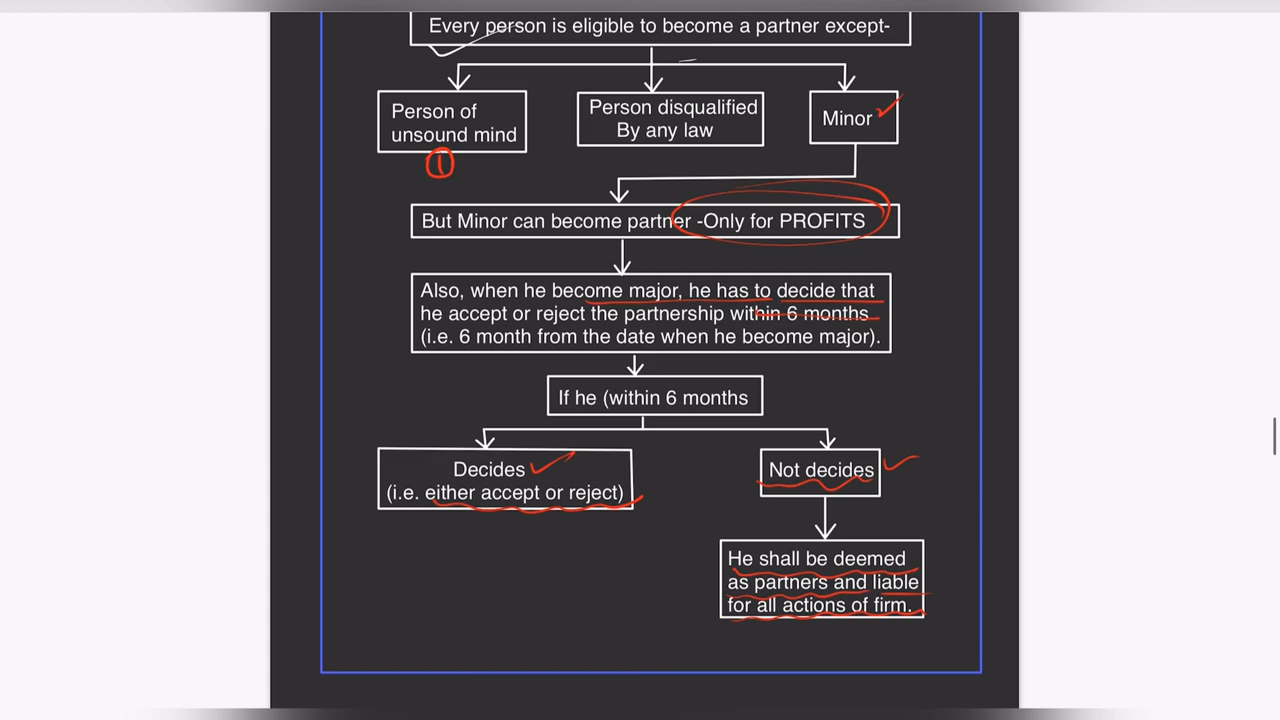 Every person is eligible to become a partner except-
Person of
unsound mind
1
Person disqualified
By any law
Minor
But Minor can become partner -Only for PROFITS
Also, when he become major, he has to decide that
he accept or reject the partnership within 6 months
(i.e. 6 month from the date when he become major).
If he (within 6 months
Decides
(i.e. either accept or reject)
Not decides
He shall be deemed
as partners and liable
for all actions of firm.